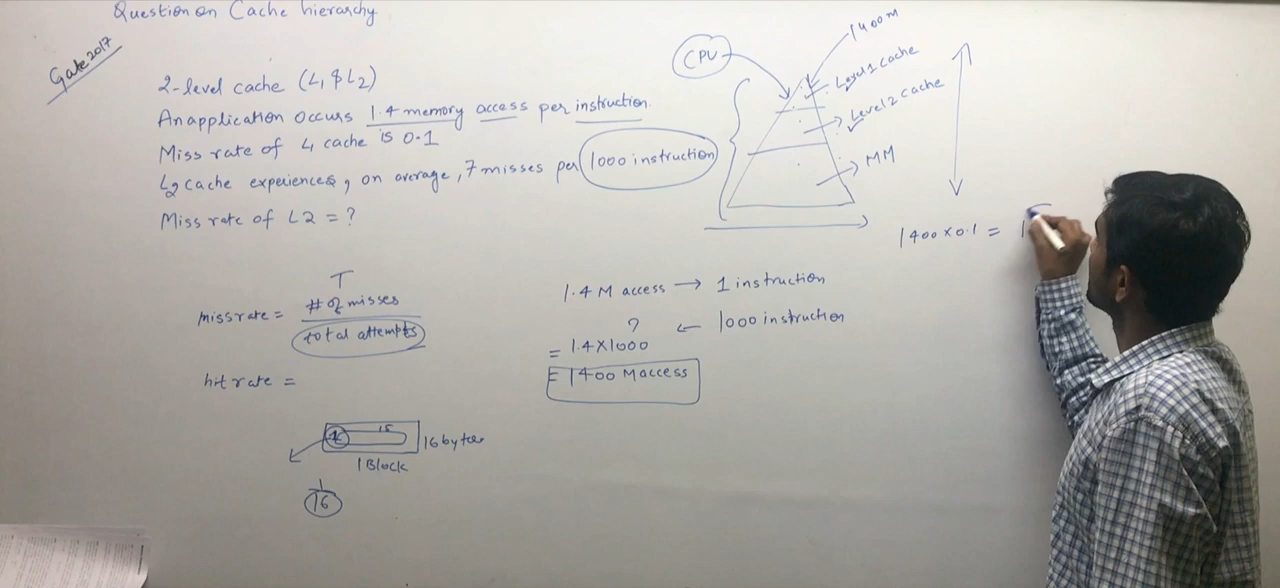 Question on Cache hierarchy
Gate 2017
2-level cache (L1 & L2)
An application occurs 1.4 memory access per instruction.
Miss rate of L1 cache is 0.1
L2 cache experiences, on average, 7 misses per 1000 instruction
Miss rate of L2 = ?
CPU
1400 M
Level 1 cache
Level 2 cache
MM
1400 × 0.1 = 1
T
miss rate = # of misses
total attempts
hit rate =
1.4 M access → 1 instruction
? ← 1000 instruction
= 1.4 × 1000
= 1400 M access
15
16 bytes
1 Block
1
16